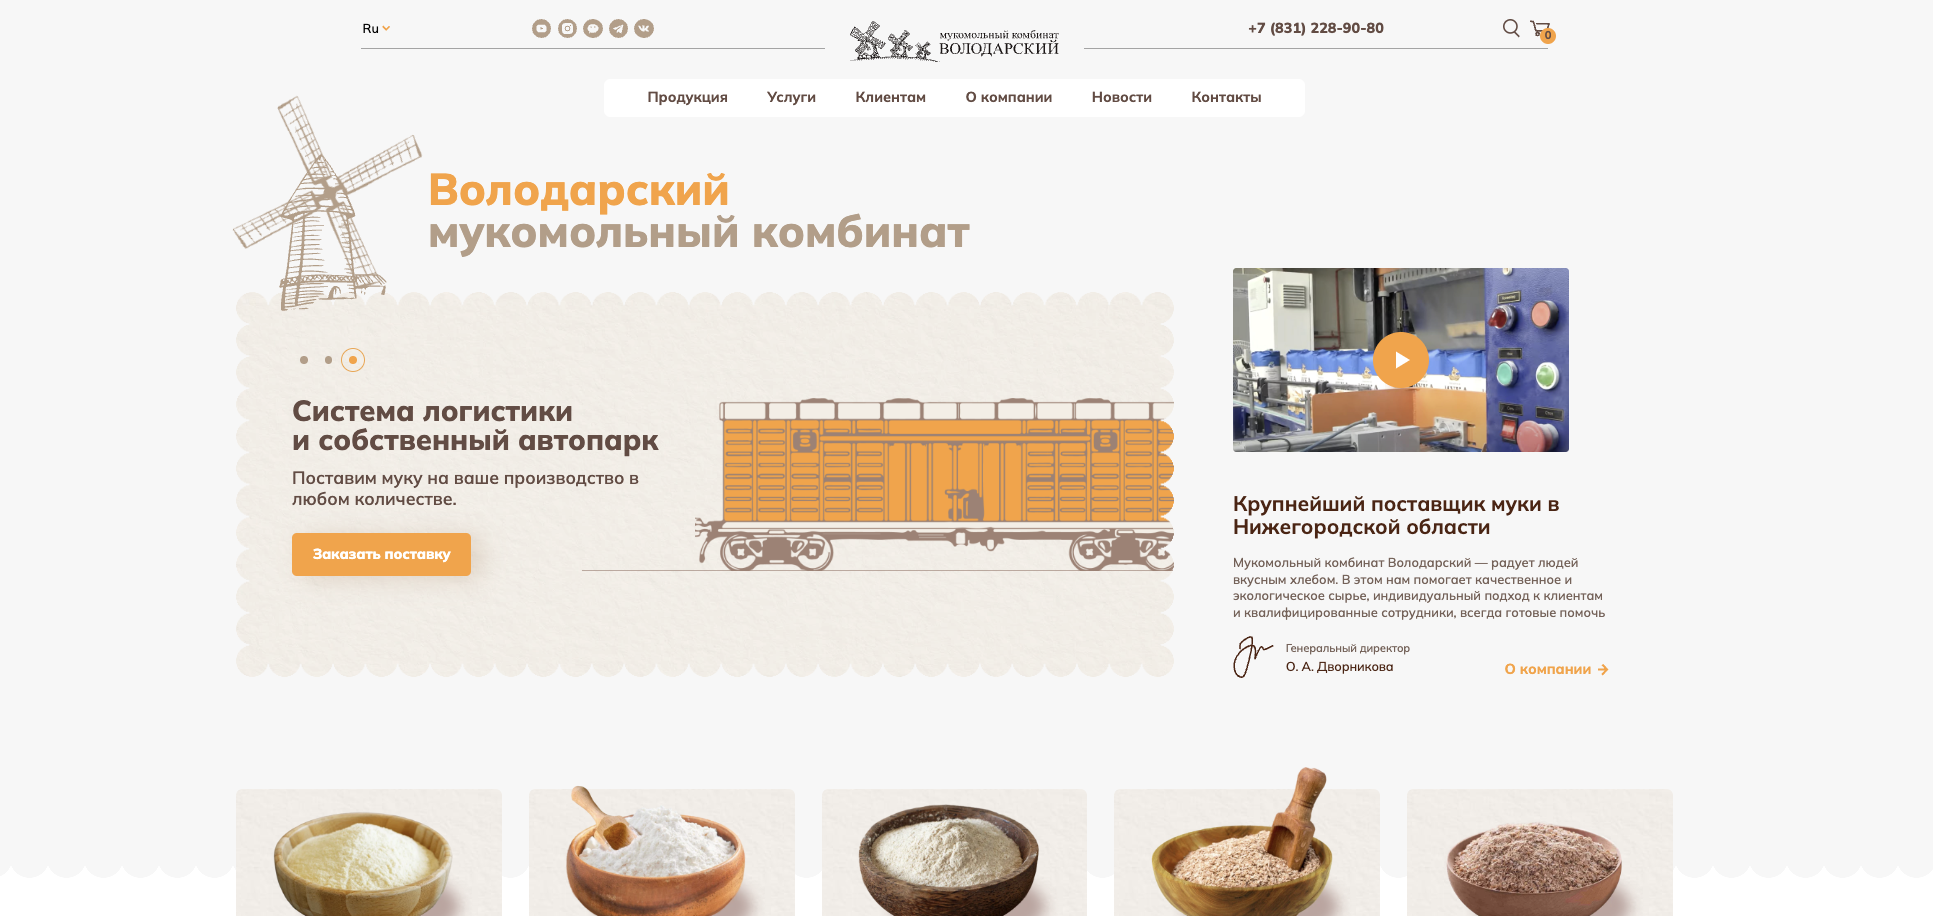 Ru
мукомольный комбинат
ВОЛОДАРСКИЙ
+7 (831) 228-90-80
0
Продукция
Услуги
Клиентам
О компании
Новости
Контакты
Володарский
мукомольный комбинат
Система логистики
и собственный автопарк
Поставим муку на ваше производство в
любом количестве.
Заказать поставку
Крупнейший поставщик муки в
Нижегородской области
Мукомольный комбинат Володарский — радует людей
вкусным хлебом. В этом нам помогает качественное и
экологическое сырье, индивидуальный подход к клиентам
и квалифицированные сотрудники, всегда готовые помочь
Генеральный директор
О. А. Дворникова
О компании